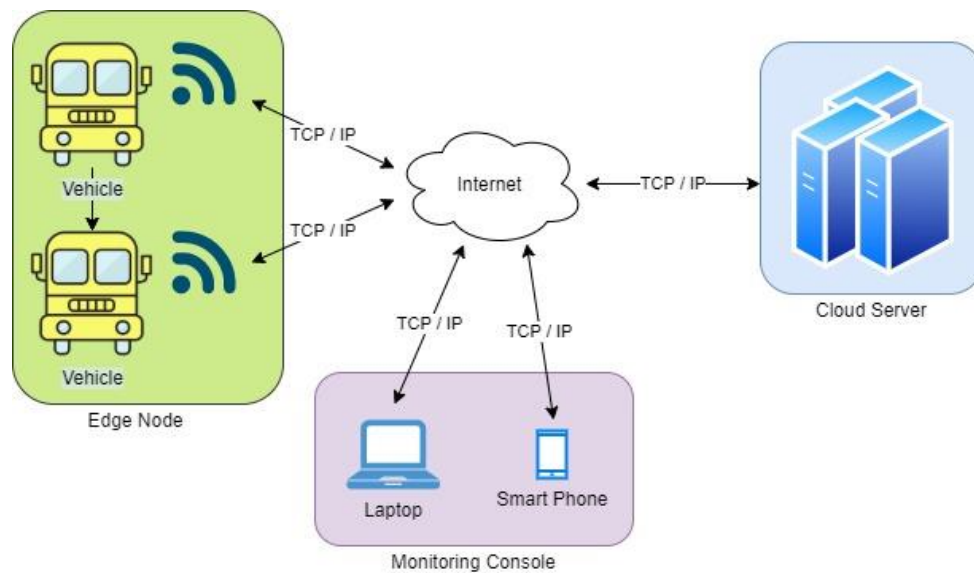 TCP / IP
Vehicle
Internet
TCP / IP
TCP / IP
Cloud Server
TCP / IP
TCP / IP
Vehicle
Edge Node
Laptop
Smart Phone
Monitoring Console